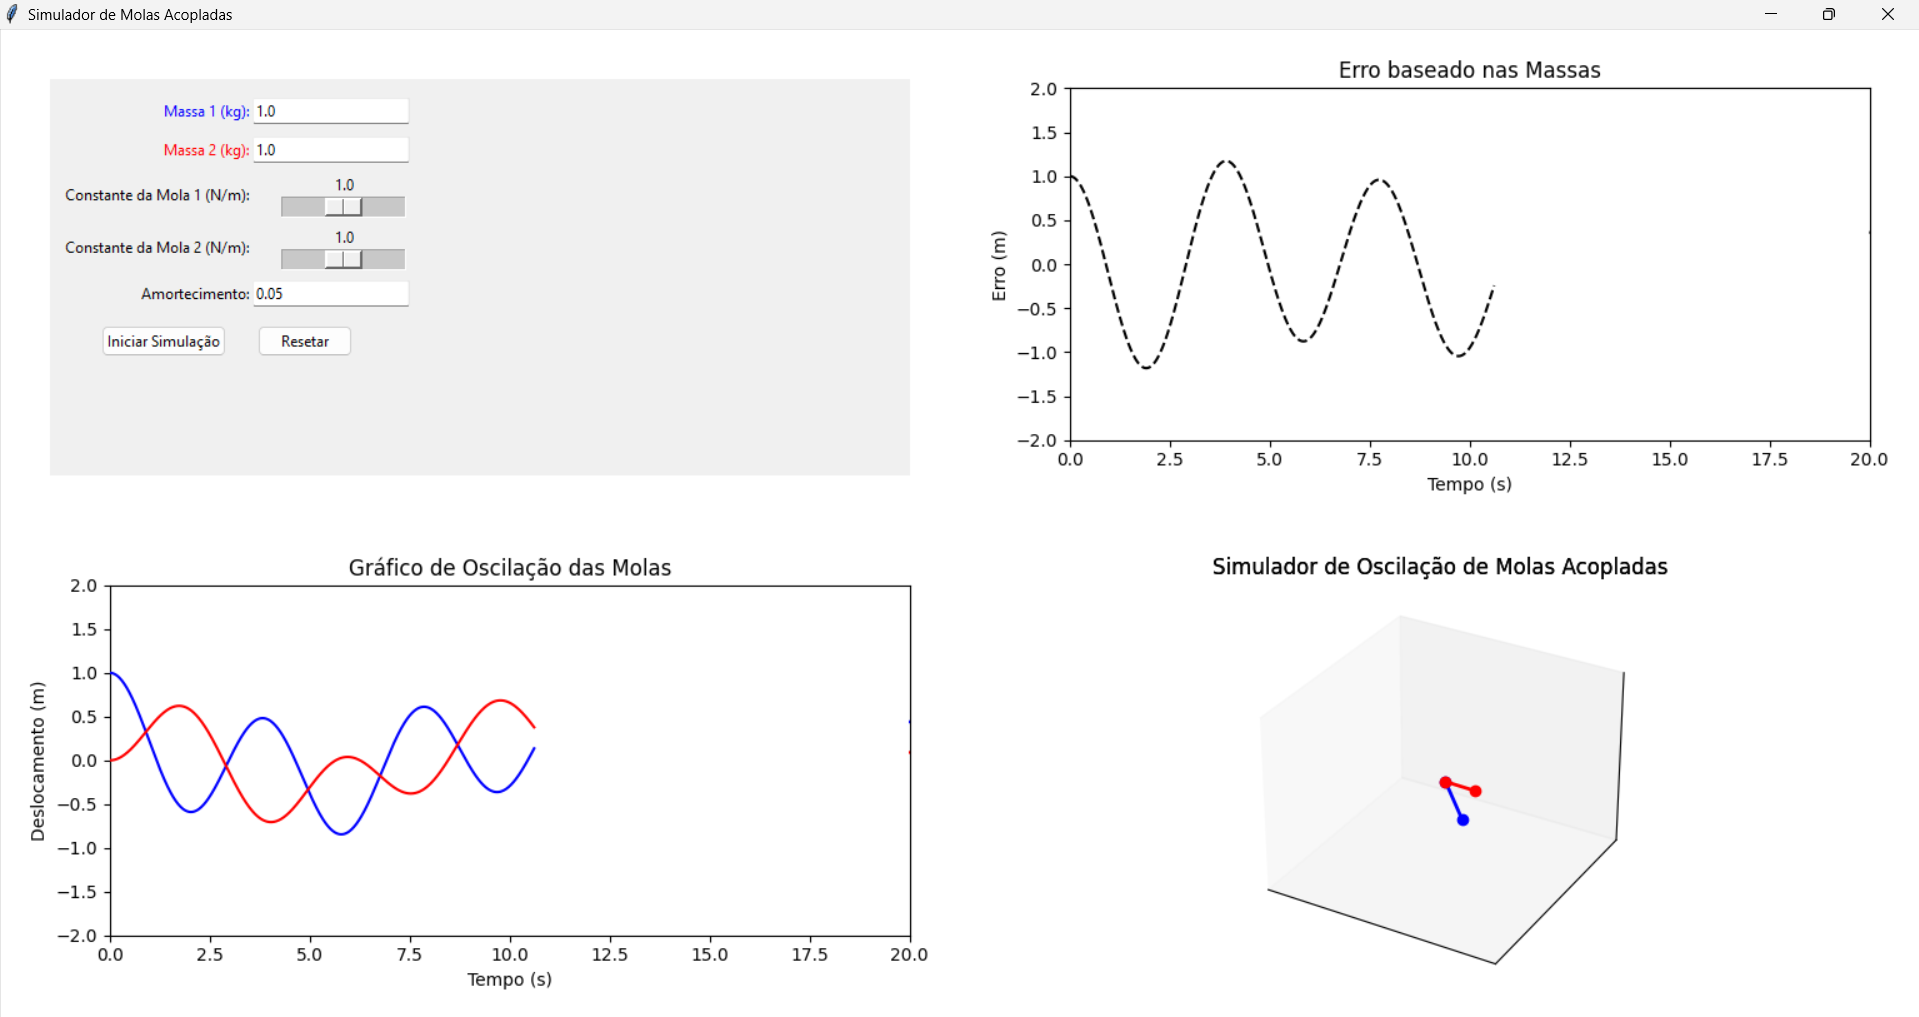 Simulador de Molas Acopladas
Massa 1 (kg): 1.0
Massa 2 (kg): 1.0
1.0
Constante da Mola 1 (N/m):
1.0
Constante da Mola 2 (N/m):
Amortecimento: 0.05
Iniciar Simulação Resetar
Erro baseado nas Massas
2.0
1.5
1.0
0.5
0.0
−0.5
−1.0
−1.5
−2.0
Erro (m)
0.0 2.5 5.0 7.5 10.0 12.5 15.0 17.5 20.0
Tempo (s)
Gráfico de Oscilação das Molas
2.0
1.5
1.0
0.5
0.0
−0.5
−1.0
−1.5
−2.0
Deslocamento (m)
0.0 2.5 5.0 7.5 10.0 12.5 15.0 17.5 20.0
Tempo (s)
Simulador de Oscilação de Molas Acopladas